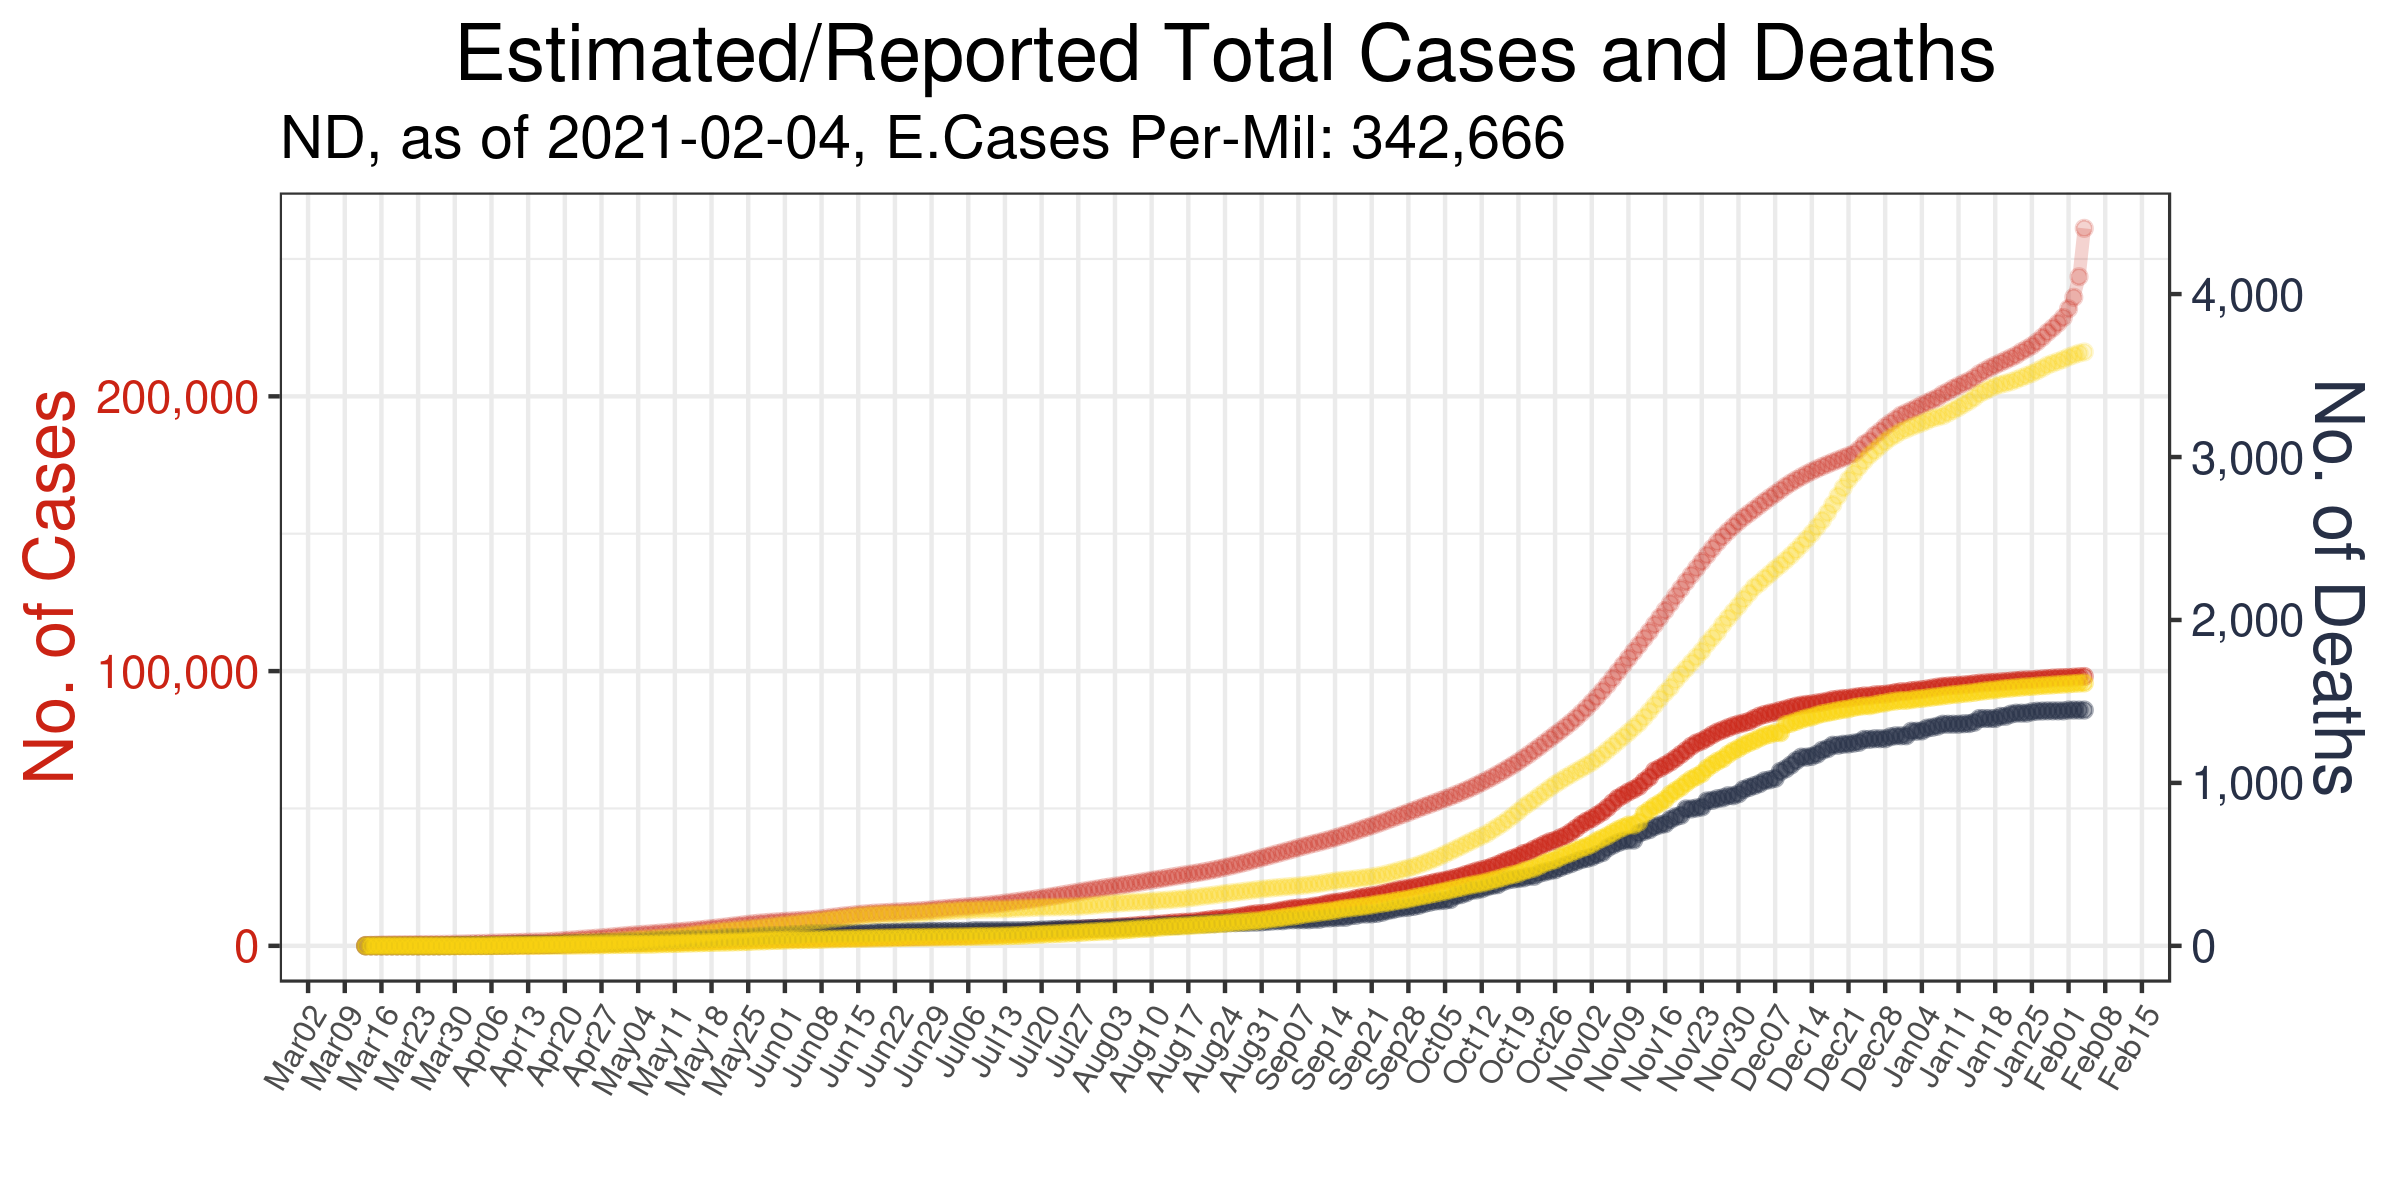 Estimated/Reported Total Cases and Deaths
ND, as of 2021-02-04, E.Cases Per-Mil: 342,666
No. of Cases
200,000
100,000
0
4,000
3,000
2,000
1,000
0
No. of Deaths
Mar02
Mar09
Mar16
Mar23
Mar30
Apr06
Apr13
Apr20
Apr27
May04
May11
May18
May25
Jun01
Jun08
Jun15
Jun22
Jun29
Jul06
Jul13
Jul20
Jul27
Aug03
Aug10
Aug17
Aug24
Aug31
Sep07
Sep14
Sep21
Sep28
Oct05
Oct12
Oct19
Oct26
Nov02
Nov09
Nov16
Nov23
Nov30
Dec07
Dec14
Dec21
Dec28
Jan04
Jan11
Jan18
Jan25
Feb01
Feb08
Feb15